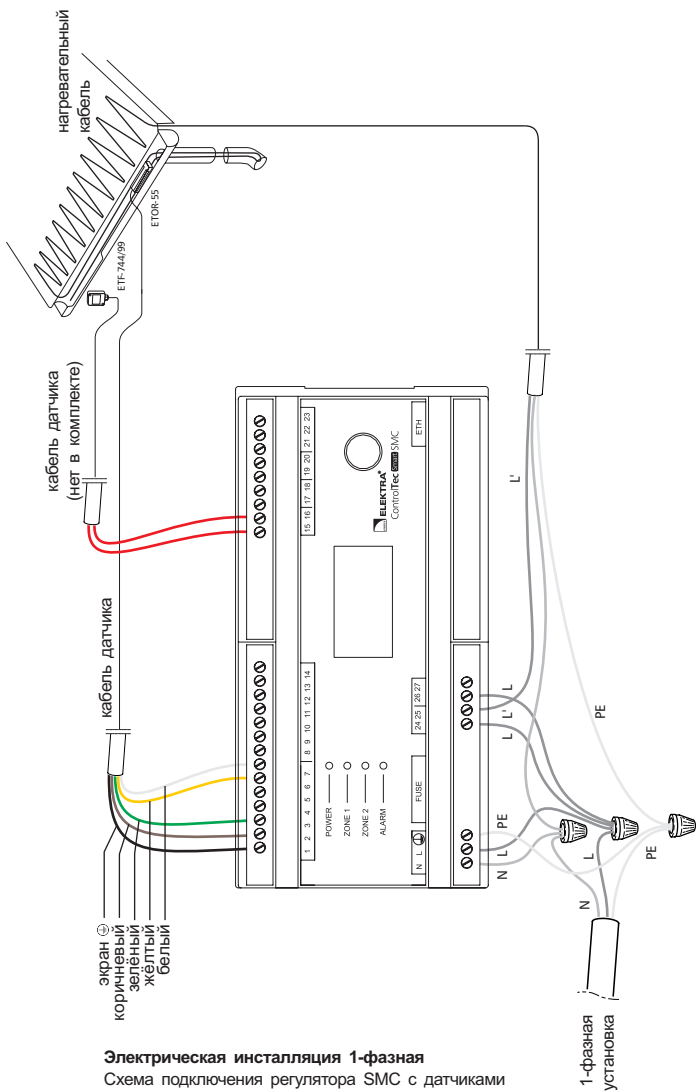 нагревательный
кабель
ETOR-55
ETF-744/99
кабель датчика
(нет в комплекте)
кабель датчика
экран
коричневый
зелёный
жёлтый
белый
1 2 3 4 5 6 7 8 9 10 11 12 13 14
15 16 17 18 19 20 21 22 23
POWER
ZONE 1
ZONE 2
ALARM
ELEKTRA®
ControlTec Smart SMC
N L
FUSE
24 25 26 27
ETH
N
L
PE
L
L'
L
L'
PE
N
L
PE
1-фазная
установка
Электрическая инсталляция 1-фазная
Схема подключения регулятора SMC с датчиками